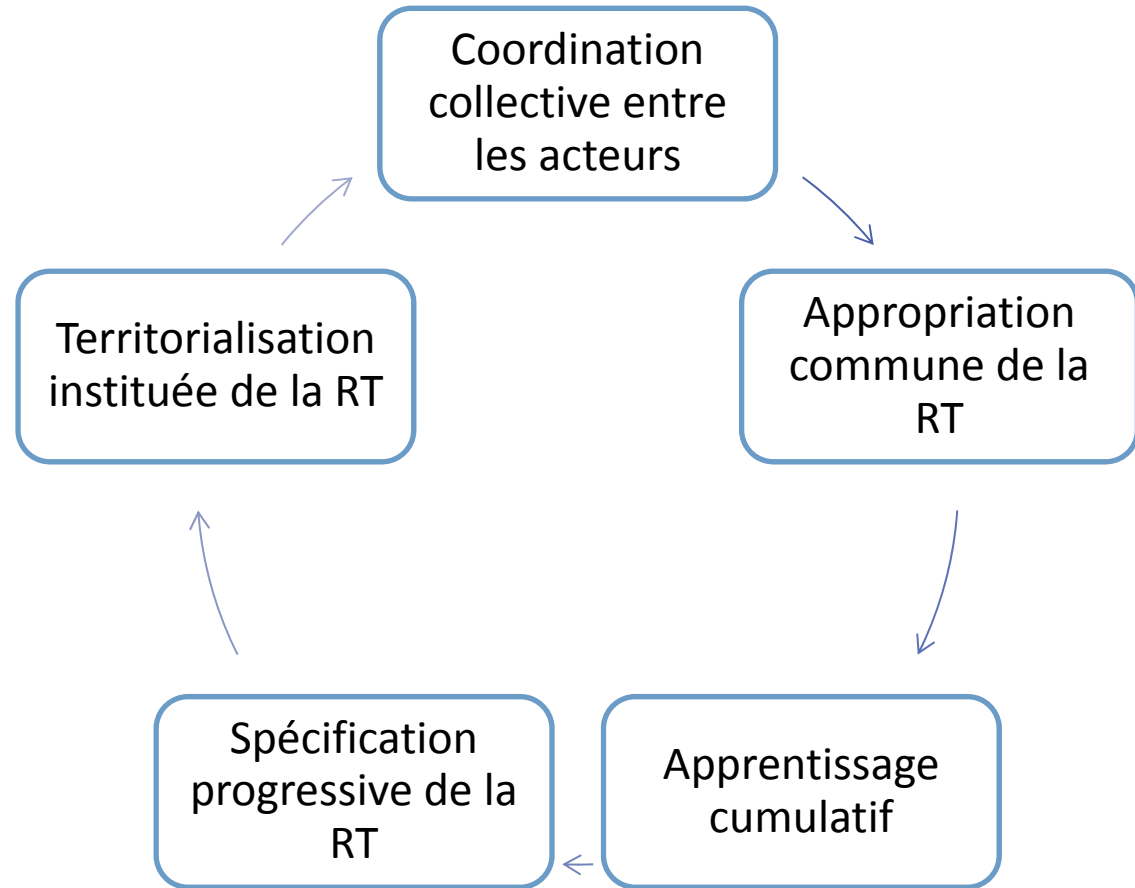 Coordination
collective entre
les acteurs
Appropriation
commune de la
RT
Apprentissage
cumulatif
Spécification
progressive de la
RT
Territorialisation
instituée de la RT